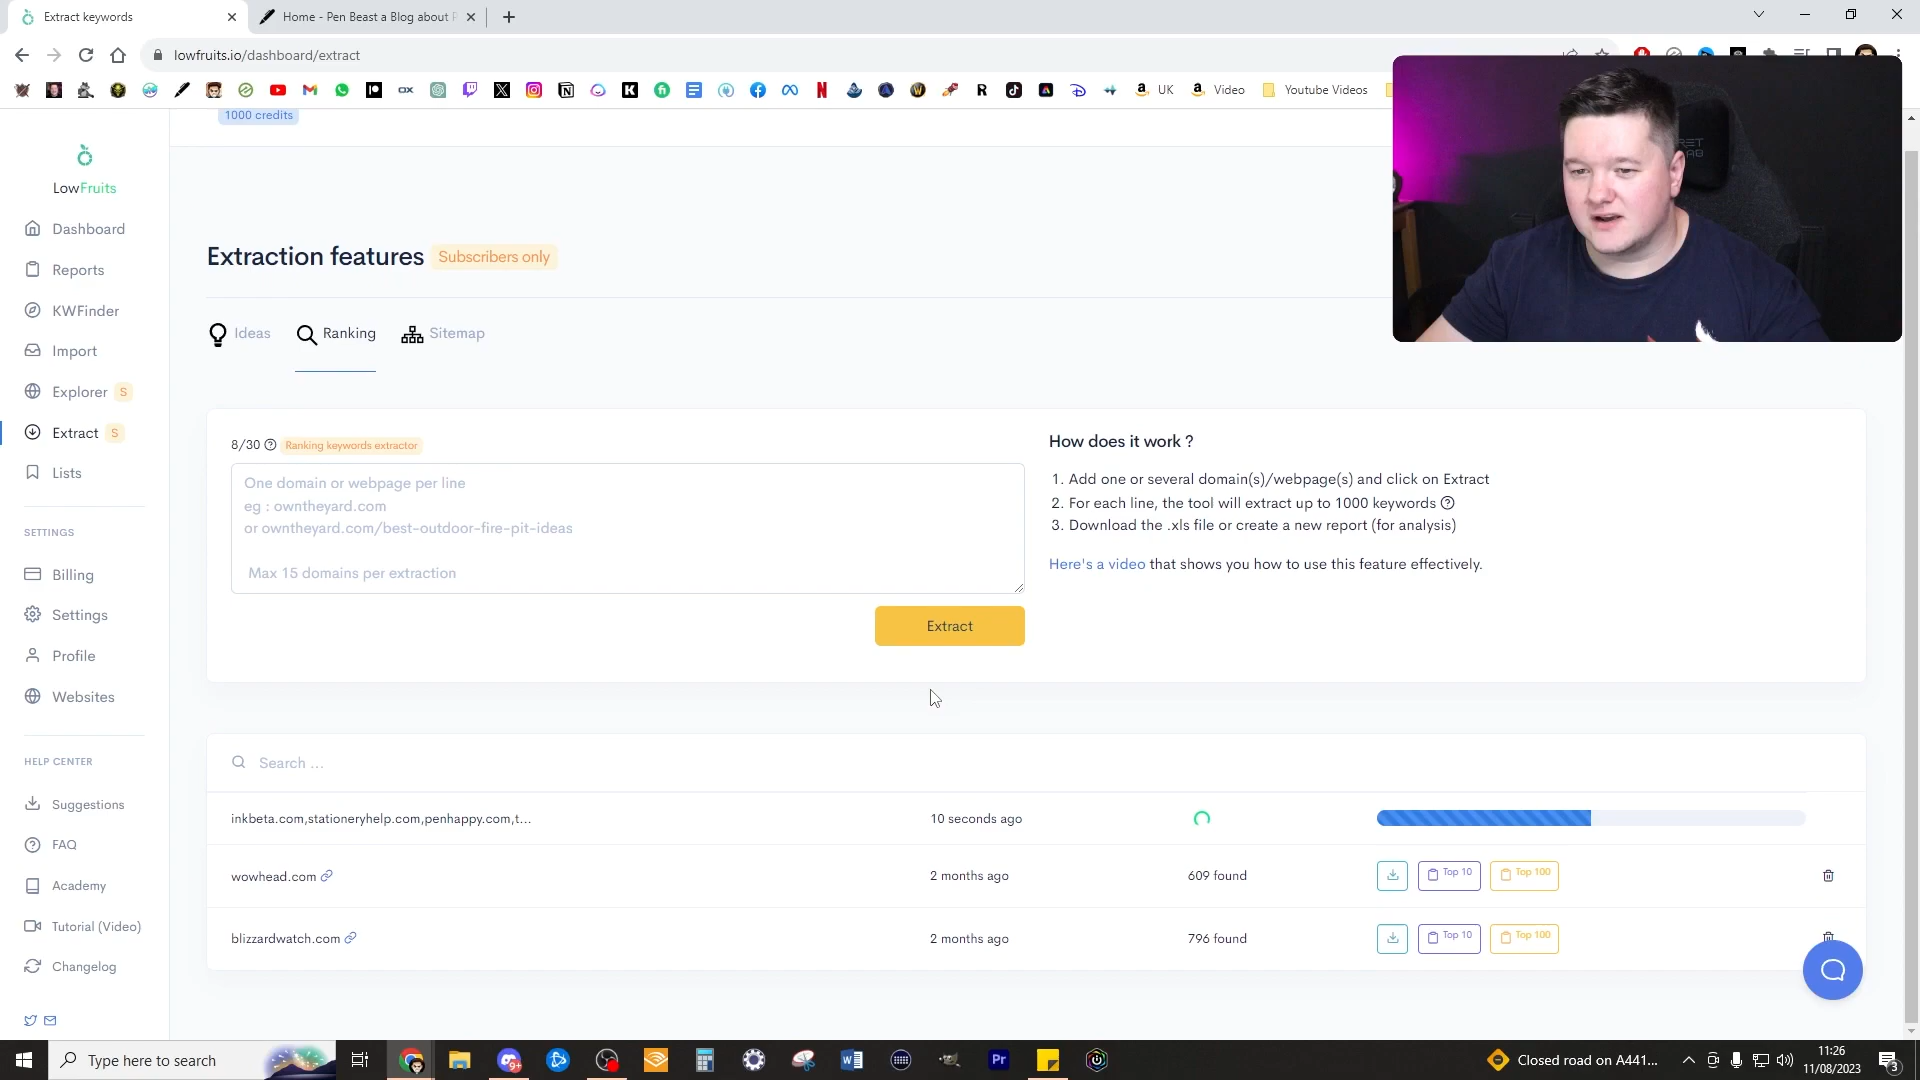 Extract keywords
Home - Pen Beast a Blog about P
lowfruits.io/dashboard/extract
UK
Video
Youtube Videos
1000 credits
LowFruits
Dashboard
Reports
KWFinder
Import
Explorer S
Extract S
Lists
SETTINGS
Billing
Settings
Profile
Websites
HELP CENTER
Suggestions
FAQ
Academy
Tutorial (Video)
Changelog
Extraction features Subscribers only
Ideas
Ranking
Sitemap
8/30 Ranking keywords extractor
One domain or webpage per line
eg : owntheyard.com
or owntheyard.com/best-outdoor-fire-pit-ideas
Max 15 domains per extraction
Extract
How does it work ?
1. Add one or several domain(s)/webpage(s) and click on Extract
2. For each line, the tool will extract up to 1000 keywords
3. Download the .xls file or create a new report (for analysis)
Here's a video that shows you how to use this feature effectively.
Search ...
inkbeta.com,stationeryhelp.com,penhappy.com,t... 10 seconds ago
wowhead.com 2 months ago 609 found Top 10 Top 100
blizzardwatch.com 2 months ago 796 found Top 10 Top 100
Type here to search
Closed road on A441...
11:26
11/08/2023
3